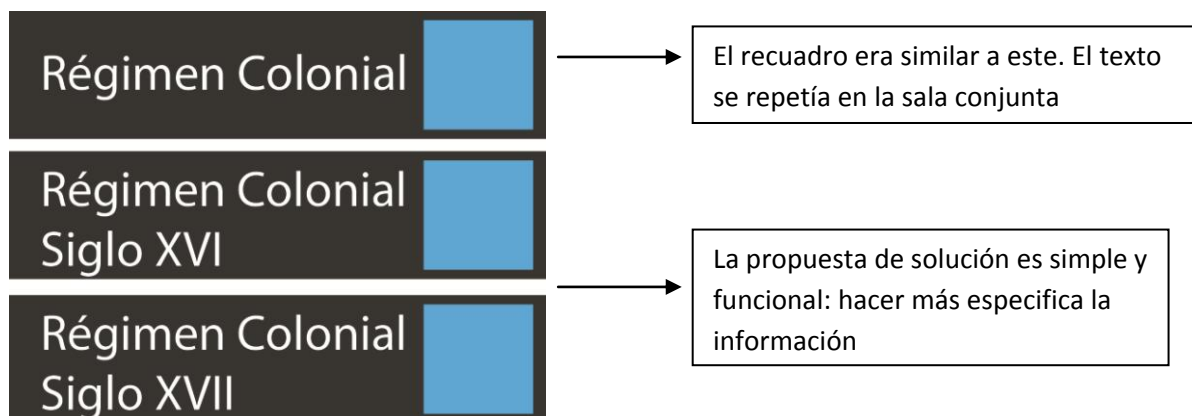 Régimen Colonial
El recuadro era similar a este. El texto
se repetía en la sala conjunta
Régimen Colonial
Siglo XVI
Régimen Colonial
Siglo XVII
La propuesta de solución es simple y
funcional: hacer más especifica la
información